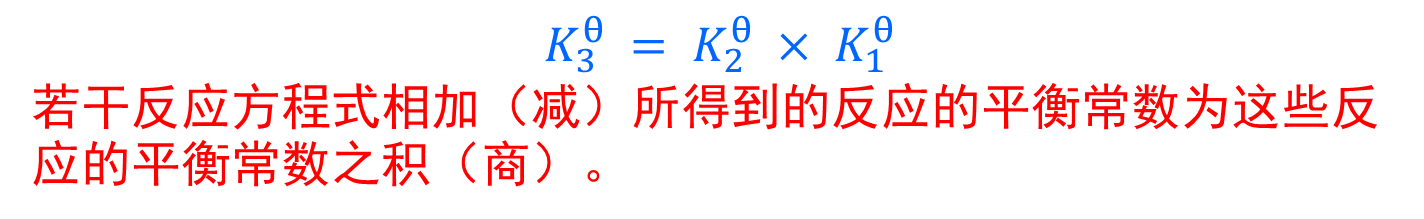 K₃^θ = K₂^θ × K₁^θ
若干反应方程式相加（减）所得到的反应的平衡常数为这些反
应的平衡常数之积（商）。